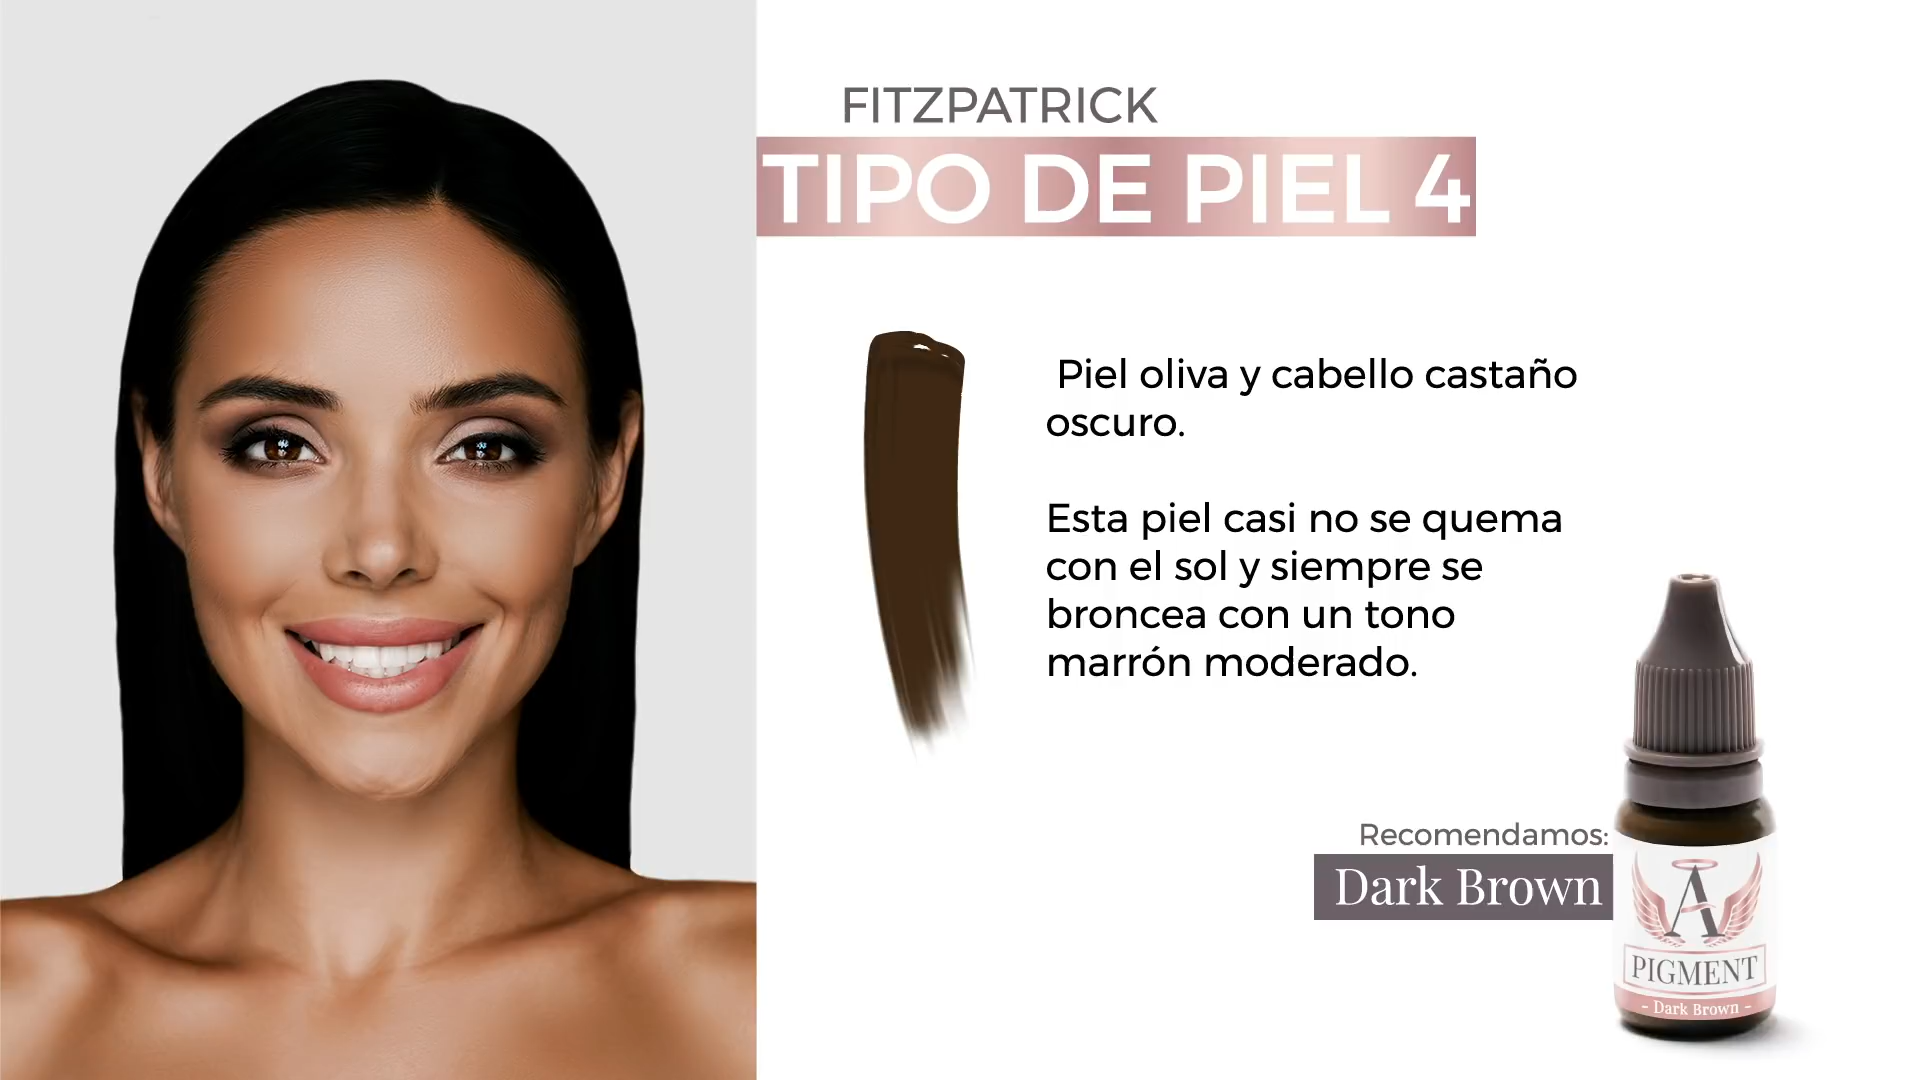 FITZPATRICK
TIPO DE PIEL 4
Piel oliva y cabello castaño
oscuro.
Esta piel casi no se quema
con el sol y siempre se
broncea con un tono
marrón moderado.
Recomendamos:
Dark Brown
A
PIGMENT
- Dark Brown -